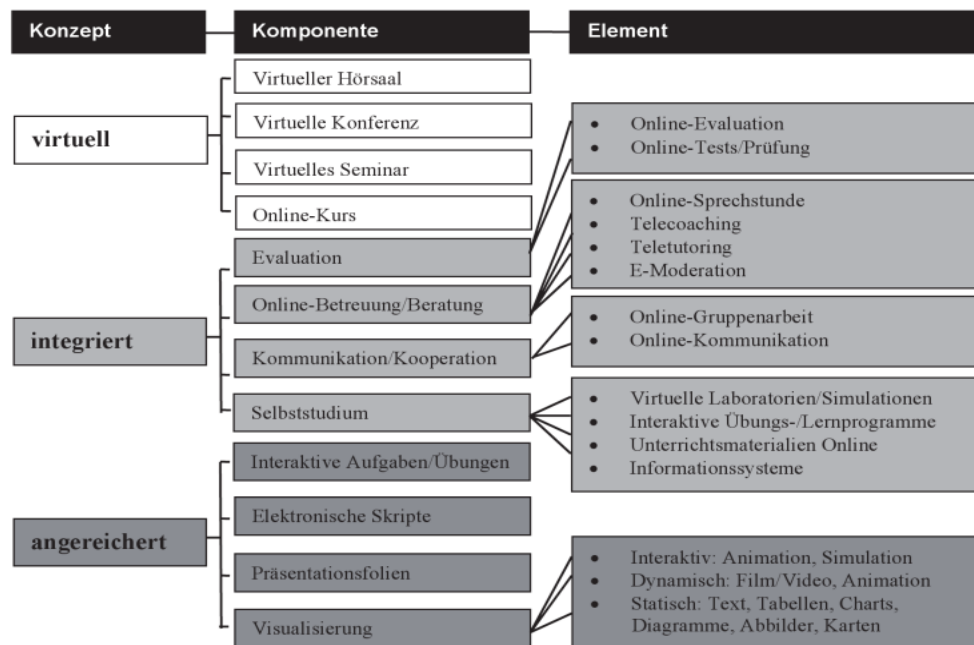 Konzept
Komponente
Element
virtuell
Virtueller Hörsaal
Virtuelle Konferenz
Virtuelles Seminar
Online-Kurs
integriert
Evaluation
Online-Betreuung/Beratung
Kommunikation/Kooperation
Selbststudium
angereichert
Interaktive Aufgaben/Übungen
Elektronische Skripte
Präsentationsfolien
Visualisierung
• Online-Evaluation
• Online-Tests/Prüfung
• Online-Sprechstunde
• Telecoaching
• Teletutoring
• E-Moderation
• Online-Gruppenarbeit
• Online-Kommunikation
• Virtuelle Laboratorien/Simulationen
• Interaktive Übungs-/Lernprogramme
• Unterrichtsmaterialien Online
• Informationssysteme
• Interaktiv: Animation, Simulation
• Dynamisch: Film/Video, Animation
• Statisch: Text, Tabellen, Charts,
Diagramme, Abbilder, Karten